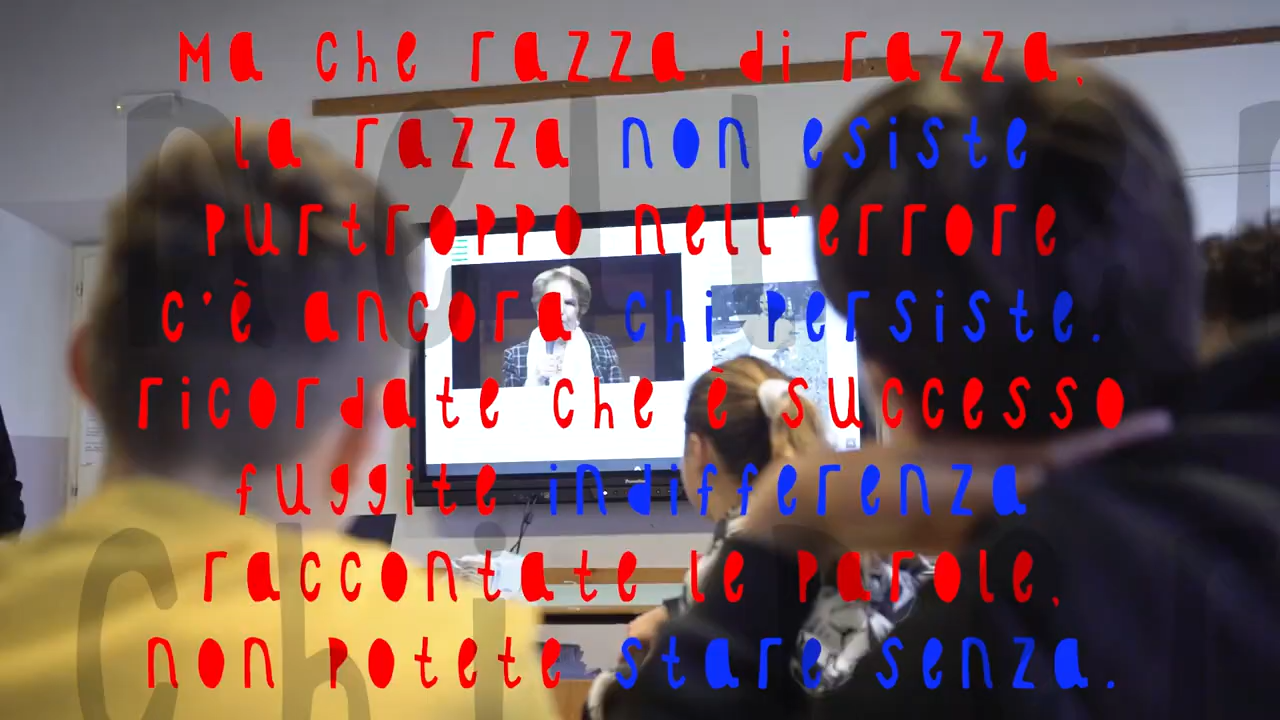 Ma che razza di razza,
la razza non esiste
purtroppo nell'errore
c'è ancora chi persiste.
ricordate che è successo
fuggite indifferenza
raccontate le parole,
non potete stare senza.